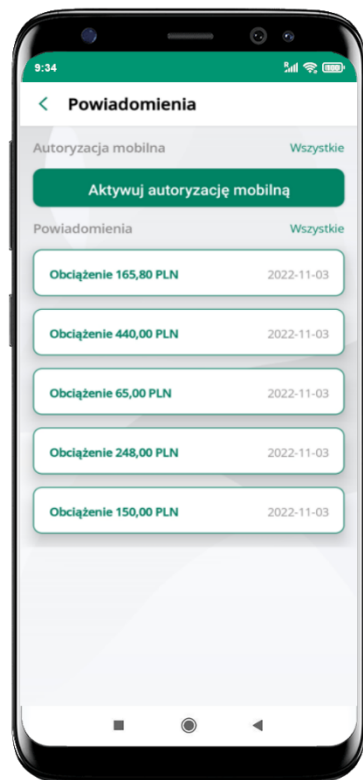 9:34
Powiadomienia
Autoryzacja mobilna Wszystkie
Aktywuj autoryzację mobilną
Powiadomienia Wszystkie
Obciążenie 165,80 PLN 2022-11-03
Obciążenie 440,00 PLN 2022-11-03
Obciążenie 65,00 PLN 2022-11-03
Obciążenie 248,00 PLN 2022-11-03
Obciążenie 150,00 PLN 2022-11-03